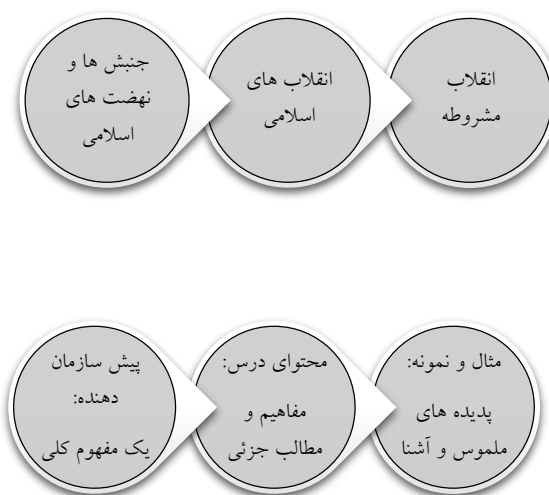 جنبش ها و
نهضت های
اسلامی
انقلاب های
اسلامی
انقلاب
مشروطه
پیش سازمان
دهنده:
یک مفهوم کلی
محتوای درس:
مفاهیم و
مطالب جزئی
مثال و نمونه:
پدیده های
ملموس و آشنا